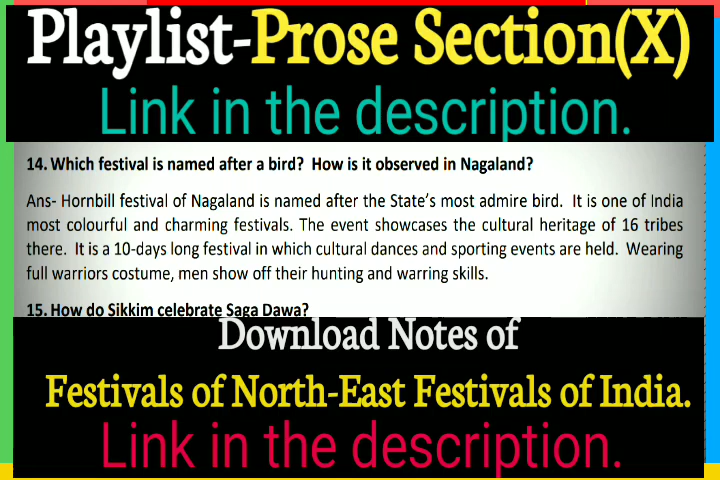 Playlist-Prose Section(X)
Link in the description.
14. Which festival is named after a bird? How is it observed in Nagaland?
Ans- Hornbill festival of Nagaland is named after the State's most admire bird. It is one of India
most colourful and charming festivals. The event showcases the cultural heritage of 16 tribes
there. It is a 10-days long festival in which cultural dances and sporting events are held. Wearing
full warriors costume, men show off their hunting and warring skills.
15. How do Sikkim celebrate Saga Dawa?
Download Notes of
Festivals of North-East Festivals of India.
Link in the description.